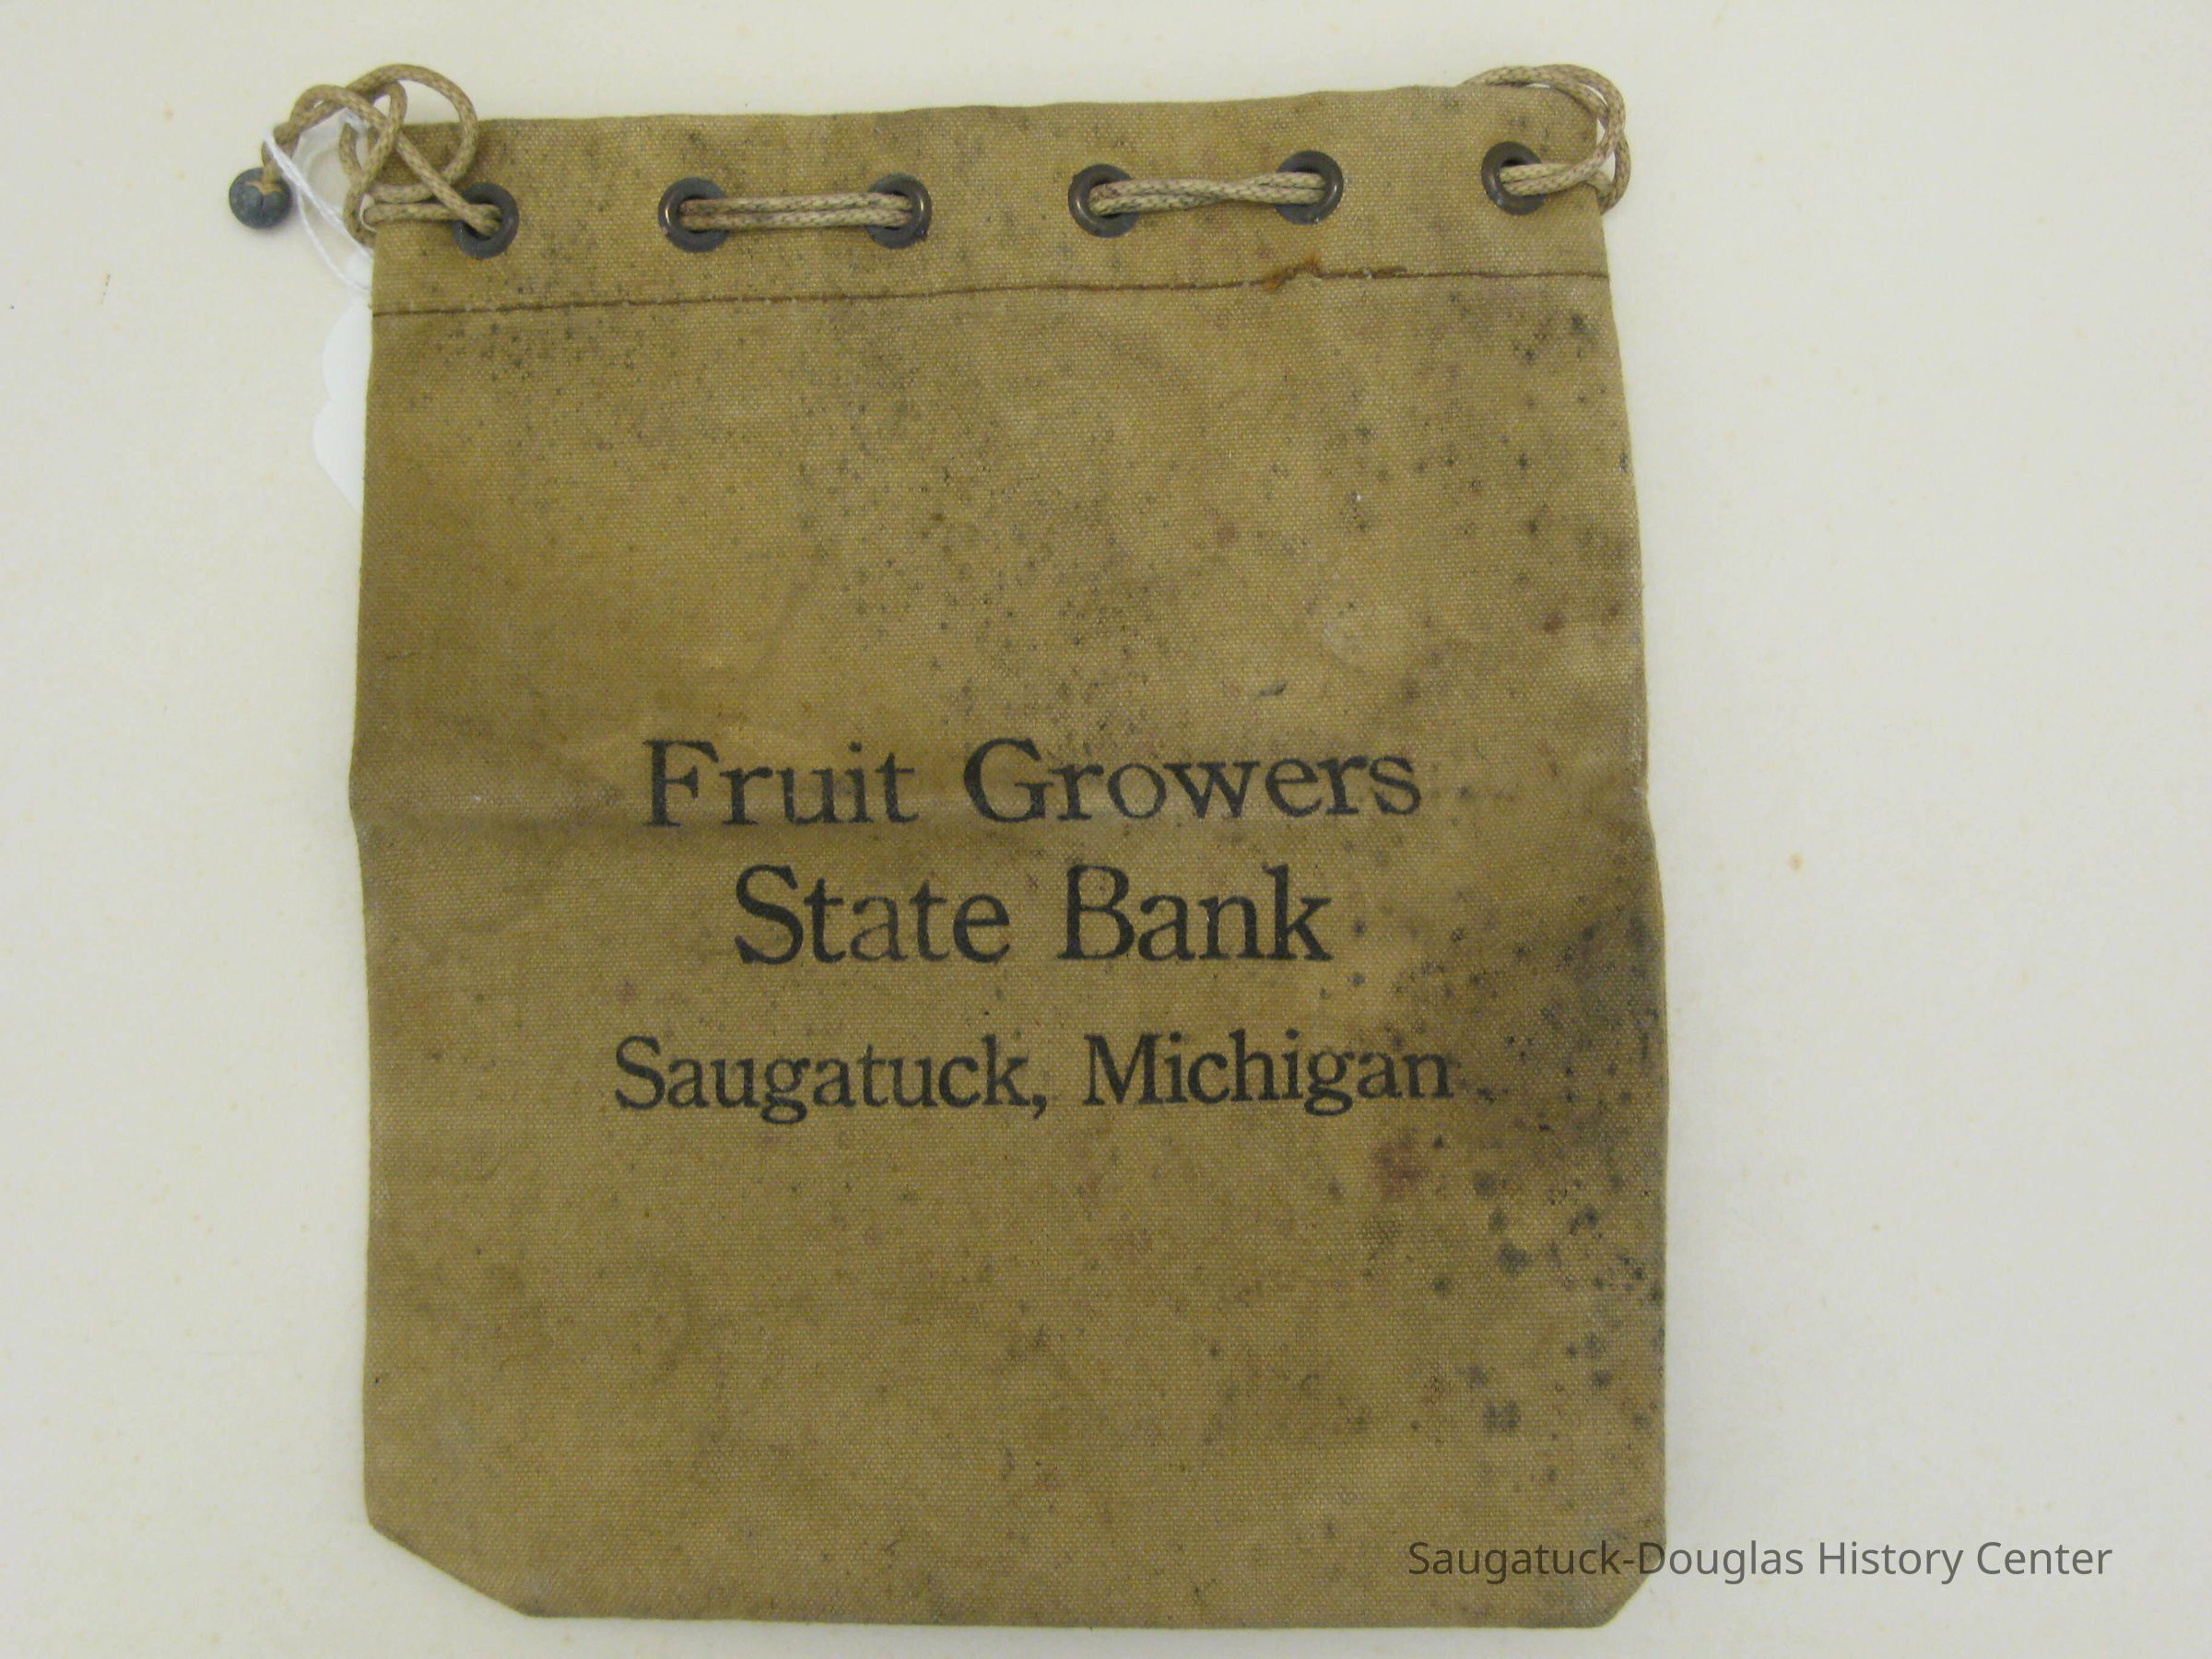 Fruit Growers
State Bank
Saugatuck, Michigan
Saugatuck-Douglas History Center